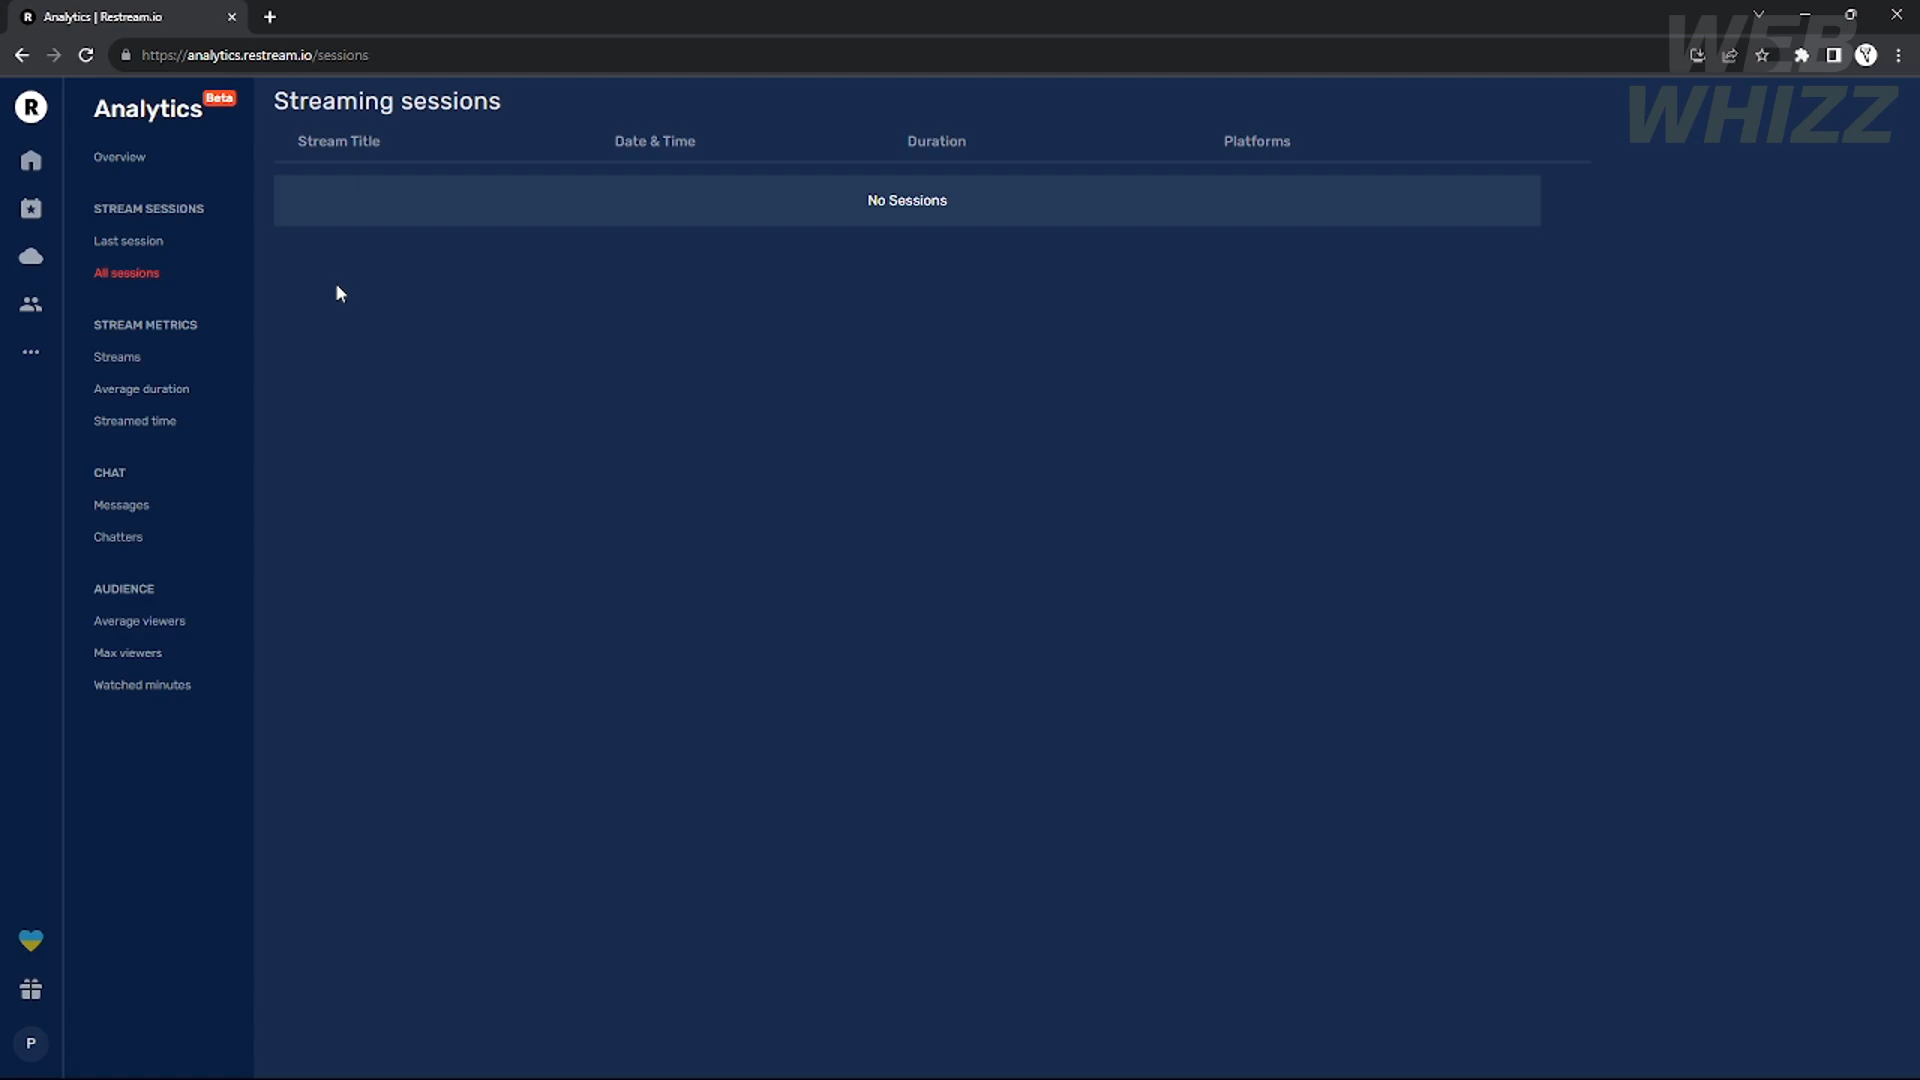 Analytics | Restream.io
https://analytics.restream.io/sessions
WEB
WHIZZ
R
Analytics Beta
Overview
STREAM SESSIONS
Last session
All sessions
STREAM METRICS
Streams
Average duration
Streamed time
CHAT
Messages
Chatters
AUDIENCE
Average viewers
Max viewers
Watched minutes
P
Streaming sessions
Stream Title Date & Time Duration Platforms
No Sessions